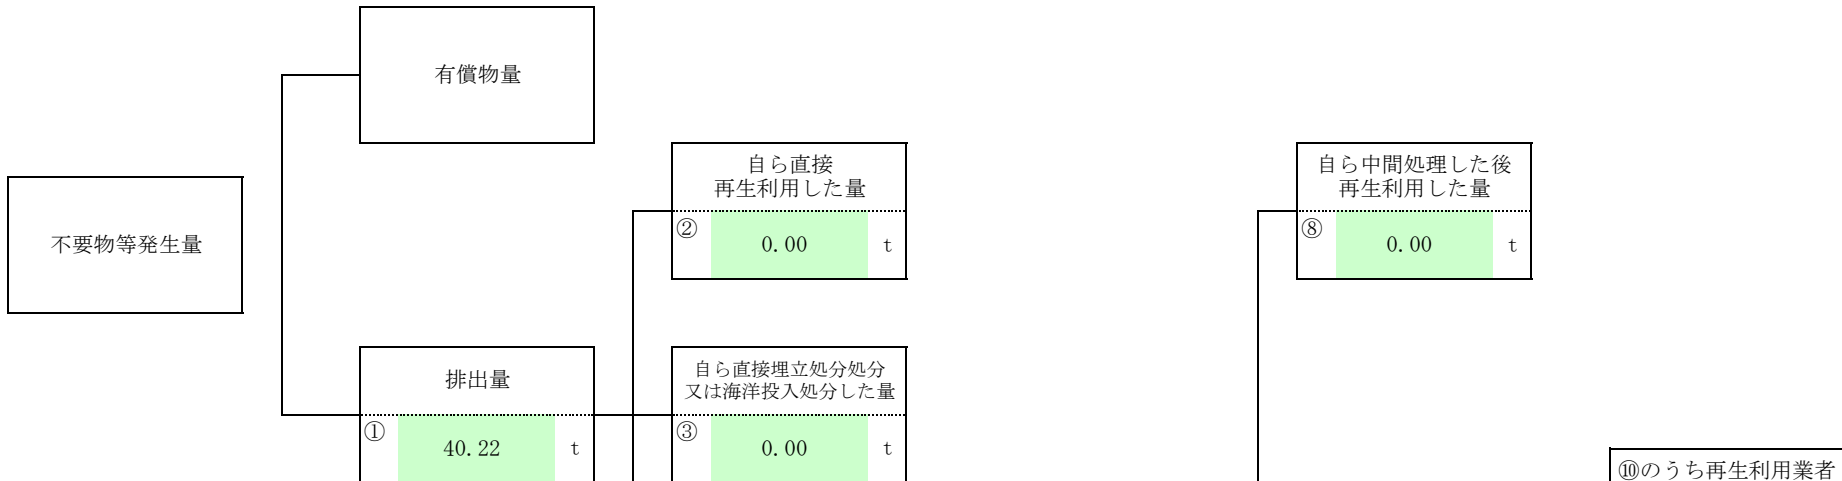 有償物量
自ら直接
再生利用した量
②
0.00
t
自ら中間処理した後
再生利用した量
⑧
0.00
t
不要物等発生量
排出量
①
40.22
t
自ら直接埋立処分処分
又は海洋投入処分した量
③
0.00
t
⑩のうち再生利用業者